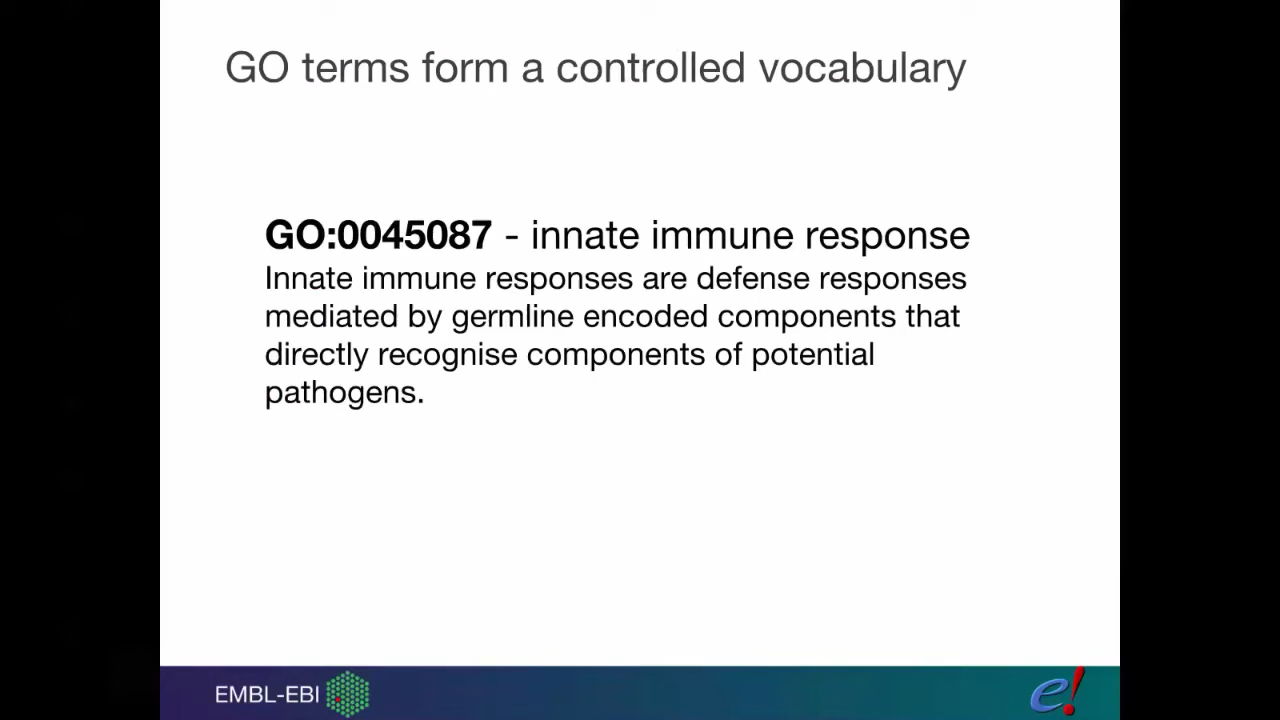 GO terms form a controlled vocabulary
GO:0045087 - innate immune response
Innate immune responses are defense responses
mediated by germline encoded components that
directly recognise components of potential
pathogens.
EMBL-EBI
e!